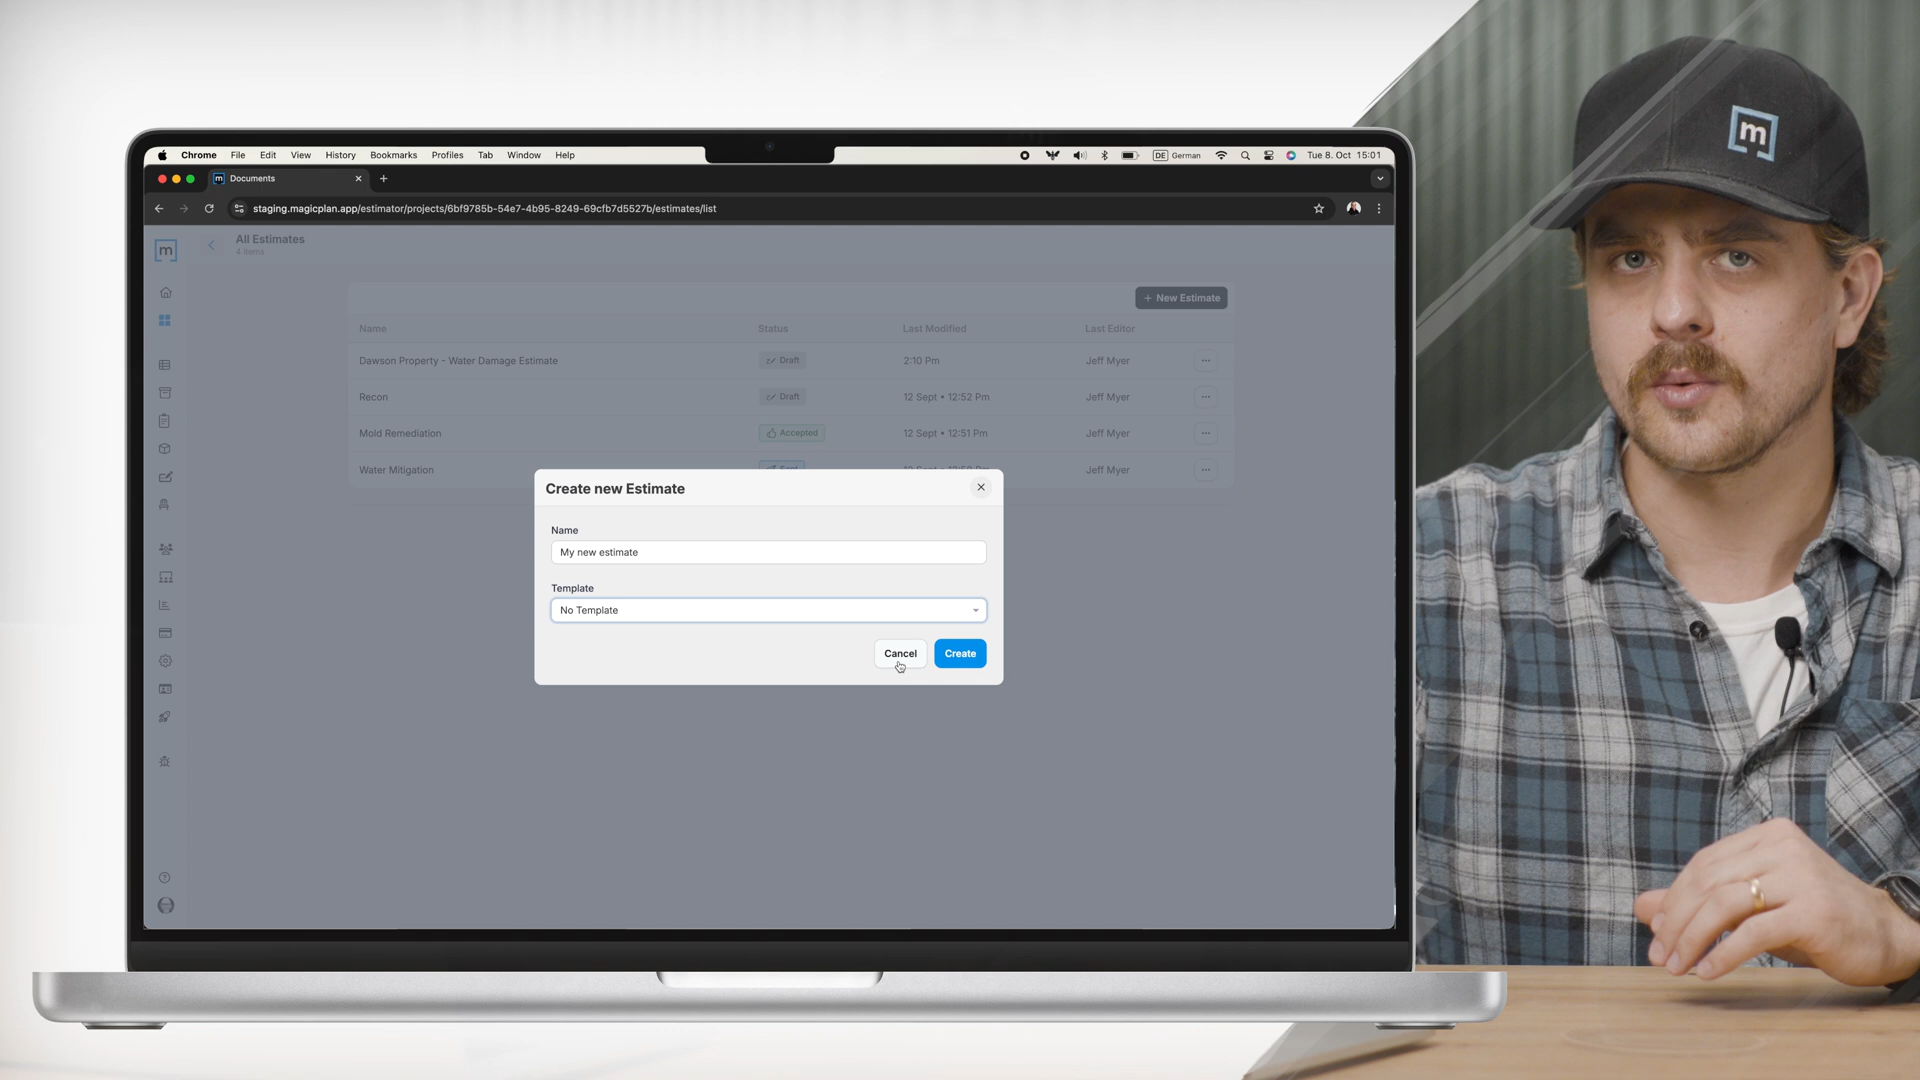 Chrome File Edit View History Bookmarks Profiles Tab Window Help DE German Tue 8. Oct 15:01
m Documents
staging.magicplan.app/estimator/projects/6bf9785b-54e7-4b95-8249-69cfb7d5527b/estimates/list
m
All Estimates
4 Items
+ New Estimate
Name Status Last Modified Last Editor
Dawson Property - Water Damage Estimate Draft 2:10 Pm Jeff Myer
Recon Draft 12 Sept • 12:52 Pm Jeff Myer
Mold Remediation Accepted 12 Sept • 12:51 Pm Jeff Myer
Water Mitigation Jeff Myer
Create new Estimate
Name
My new estimate
Template
No Template
Cancel Create
m